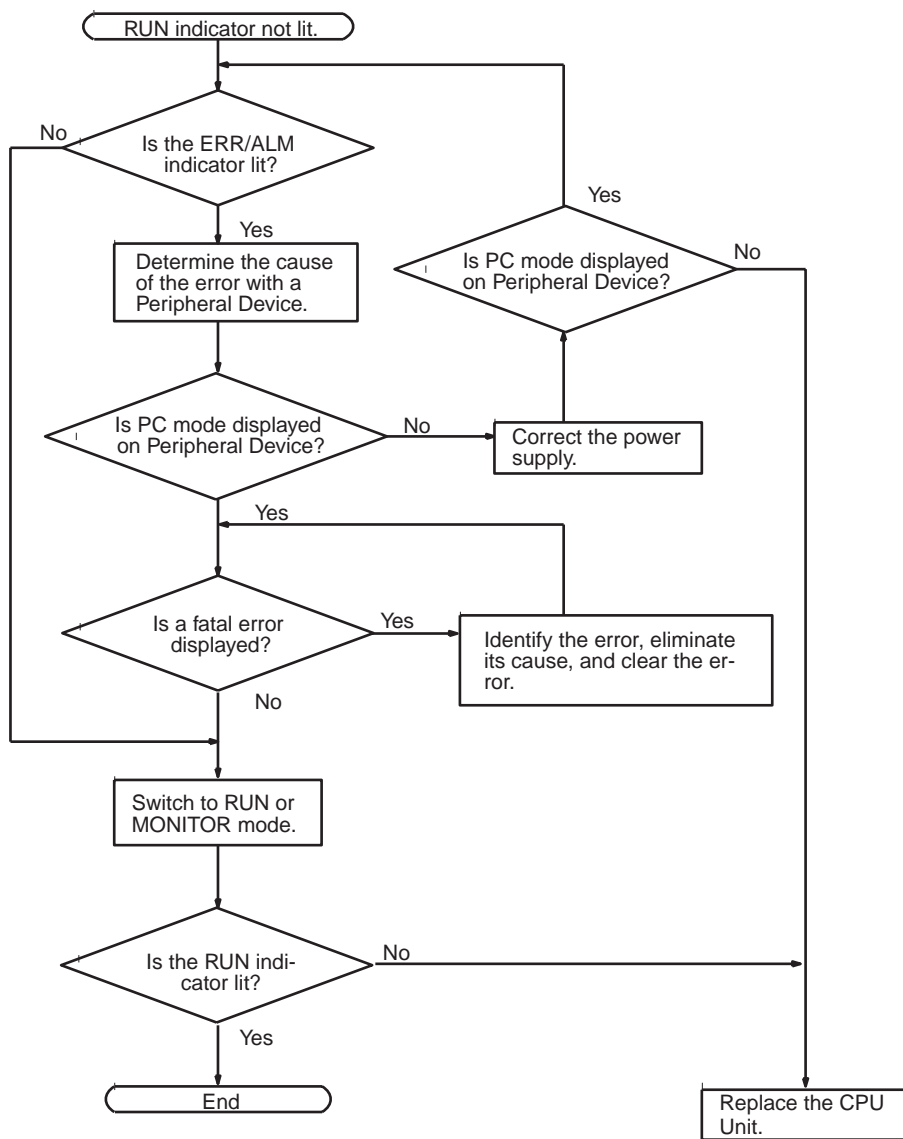 RUN indicator not lit.
No
Is the ERR/ALM
indicator lit?
Yes
Determine the cause
of the error with a
Peripheral Device.
Yes
Is PC mode displayed
on Peripheral Device?
No
Is PC mode displayed
on Peripheral Device?
No
Correct the power
supply.
Yes
Is a fatal error
displayed?
Yes
Identify the error, eliminate
its cause, and clear the er-
ror.
No
Switch to RUN or
MONITOR mode.
Is the RUN indi-
cator lit?
No
Yes
End
Replace the CPU
Unit.